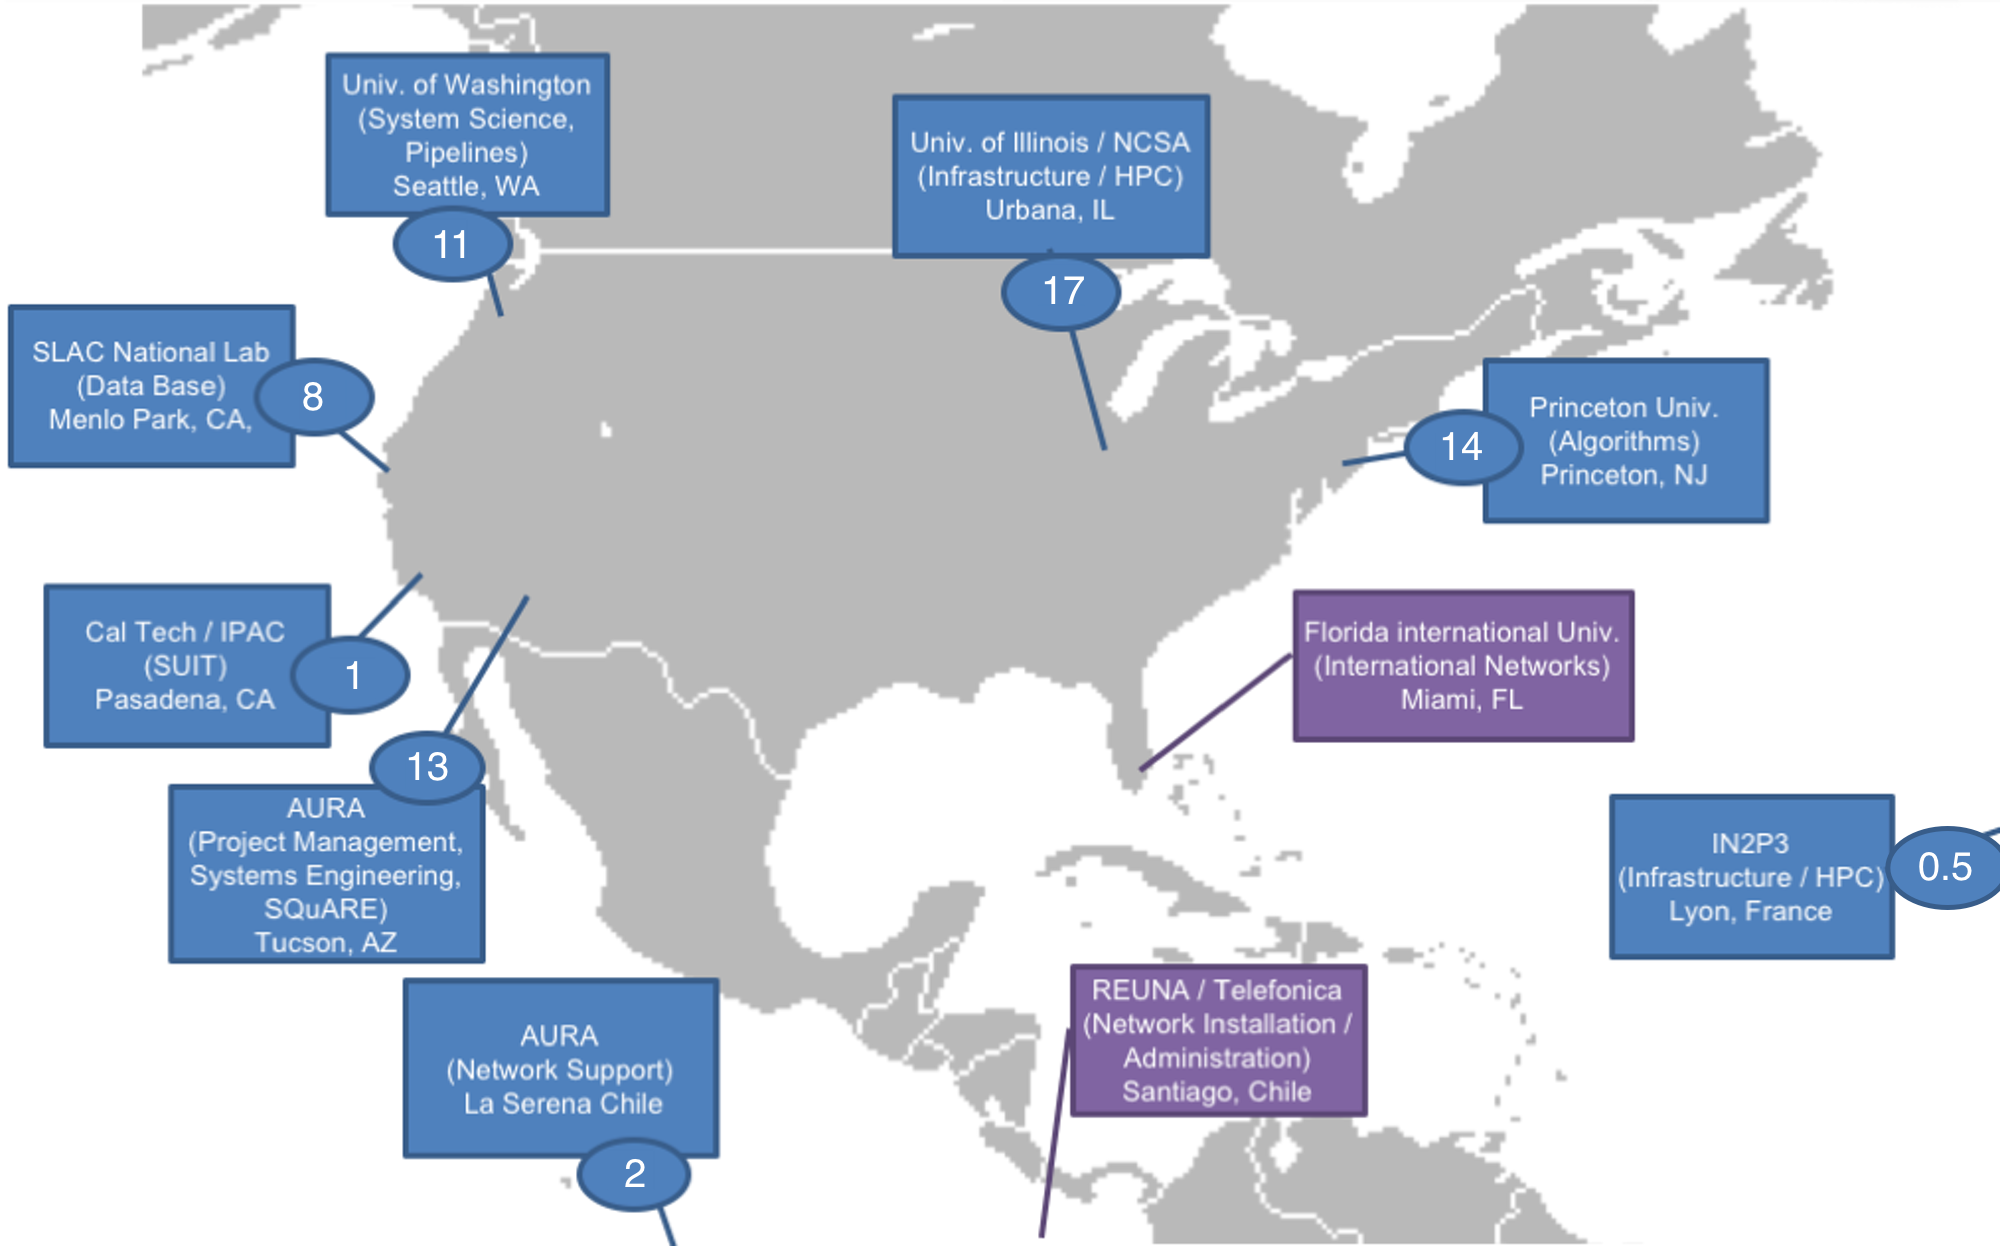 Univ. of Washington
(System Science,
Pipelines)
Seattle, WA
11
Univ. of Illinois / NCSA
(Infrastructure / HPC)
Urbana, IL
17
SLAC National Lab
(Data Base)
Menlo Park, CA,
8
Princeton Univ.
(Algorithms)
Princeton, NJ
14
Cal Tech / IPAC
(SUIT)
Pasadena, CA
1
Florida international Univ.
(International Networks)
Miami, FL
13
AURA
(Project Management,
Systems Engineering,
SQuARE)
Tucson, AZ
IN2P3
(Infrastructure / HPC)
Lyon, France
0.5
AURA
(Network Support)
La Serena Chile
2
REUNA / Telefonica
(Network Installation /
Administration)
Santiago, Chile